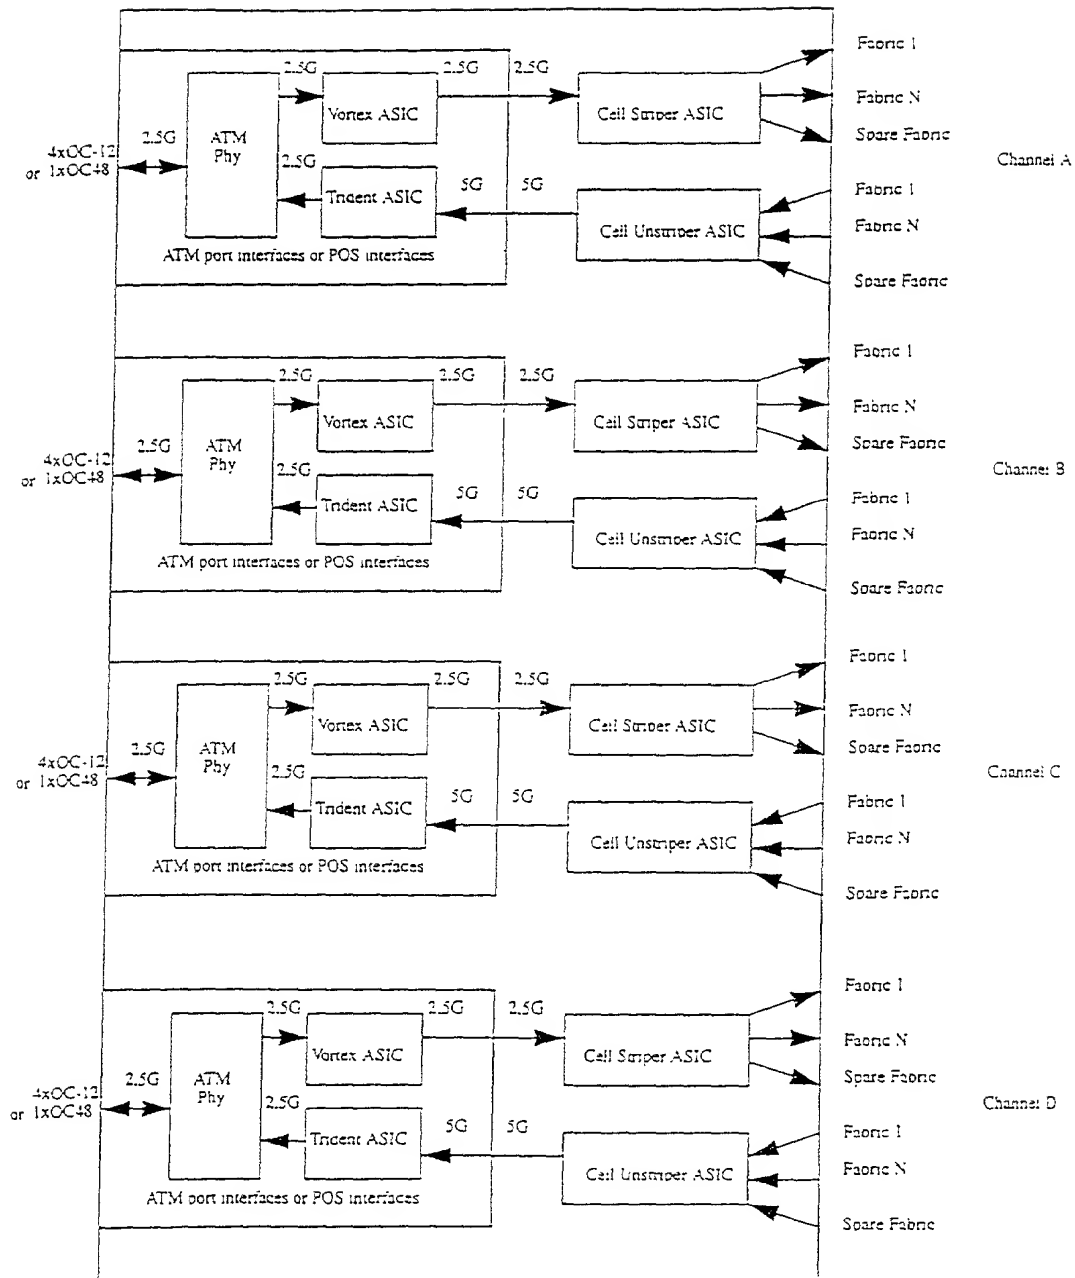 Fabric 1
2.5G 2.5G 2.5G
Vortex ASIC
Cell Striper ASIC
Fabric N
Spare Fabric
ATM
Phy
2.5G
4xOC-12
or 1xOC48
2.5G
Channel A
Trident ASIC
5G 5G
Cell Unstriper ASIC
Fabric 1
Fabric N
ATM port interfaces or POS interfaces
Spare Fabric
Fabric 1
2.5G 2.5G 2.5G
Vortex ASIC
Cell Striper ASIC
Fabric N
Spare Fabric
ATM
Phy
2.5G
4xOC-12
or 1xOC48
2.5G
Channel B
Trident ASIC
5G 5G
Cell Unstriper ASIC
Fabric 1
Fabric N
ATM port interfaces or POS interfaces
Spare Fabric
Fabric 1
2.5G 2.5G 2.5G
Vortex ASIC
Cell Striper ASIC
Fabric N
Spare Fabric
ATM
Phy
2.5G
4xOC-12
or 1xOC48
2.5G
Channel C
Trident ASIC
5G 5G
Cell Unstriper ASIC
Fabric 1
Fabric N
ATM port interfaces or POS interfaces
Spare Fabric
Fabric 1
2.5G 2.5G 2.5G
Vortex ASIC
Cell Striper ASIC
Fabric N
Spare Fabric
ATM
Phy
2.5G
4xOC-12
or 1xOC48
2.5G
Channel D
Trident ASIC
5G 5G
Cell Unstriper ASIC
Fabric 1
Fabric N
ATM port interfaces or POS interfaces
Spare Fabric